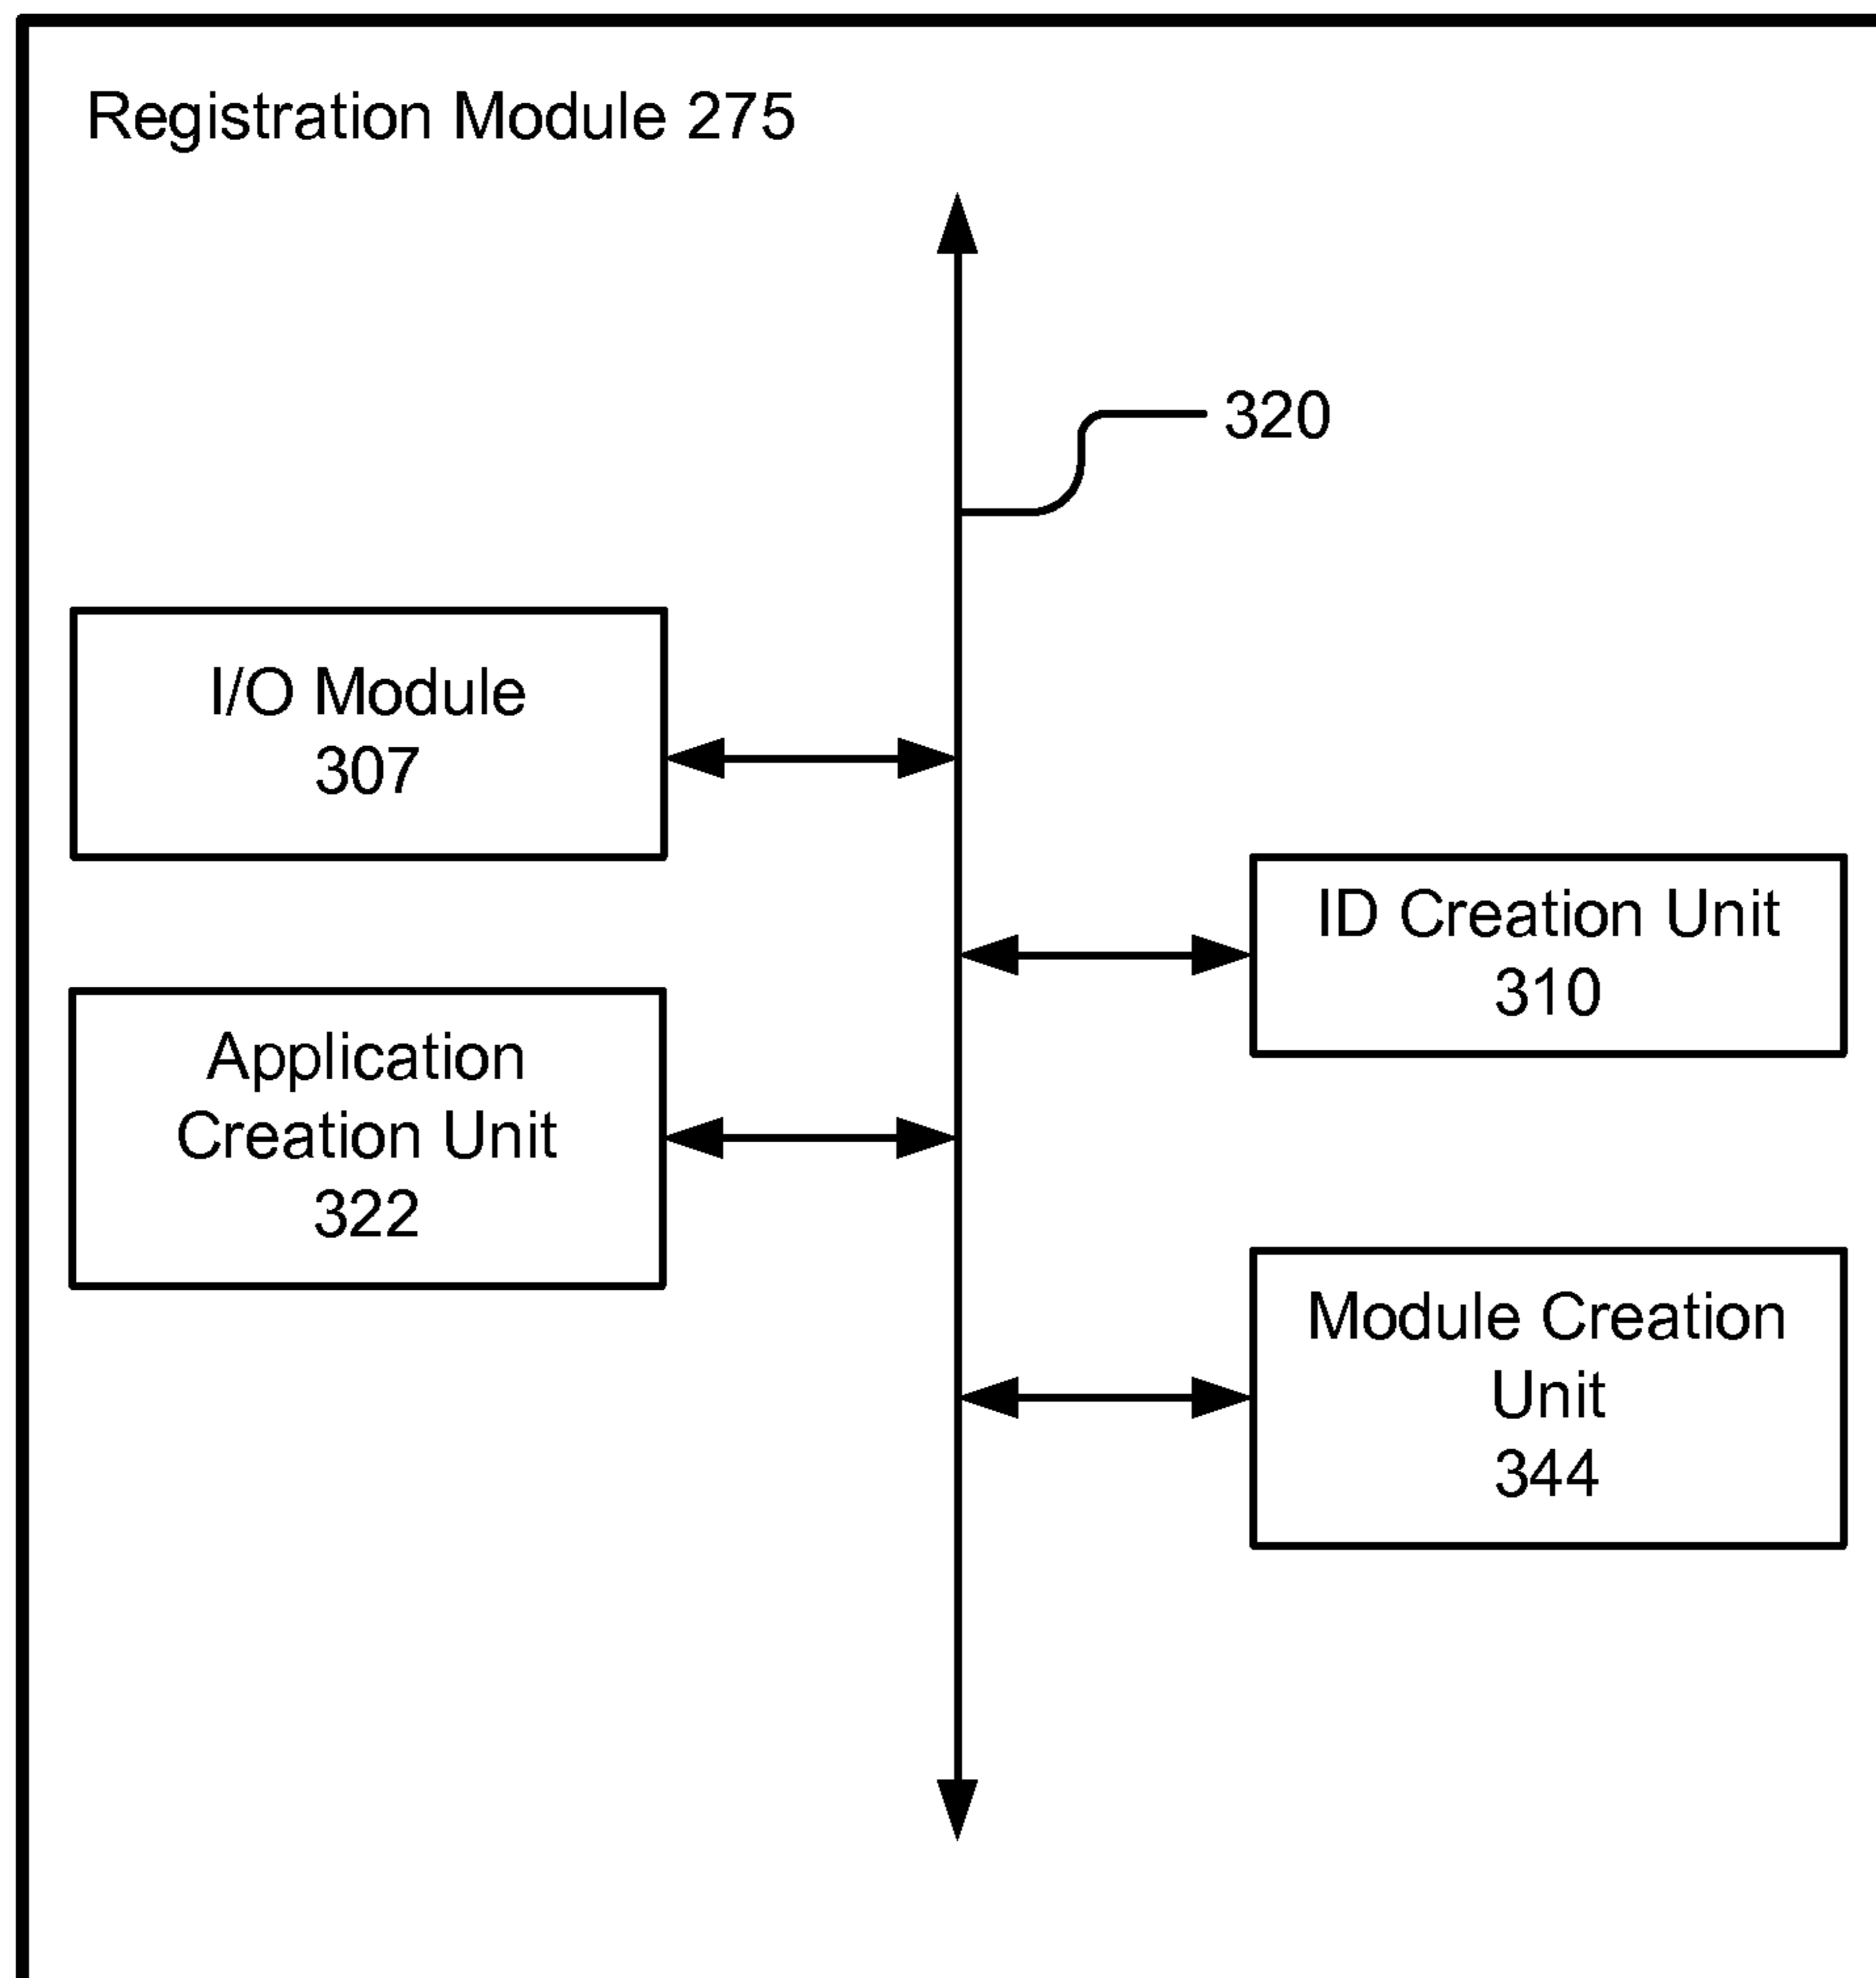 Registration Module 275
320
I/O Module
307
ID Creation Unit
310
Application
Creation Unit
322
Module Creation
Unit
344